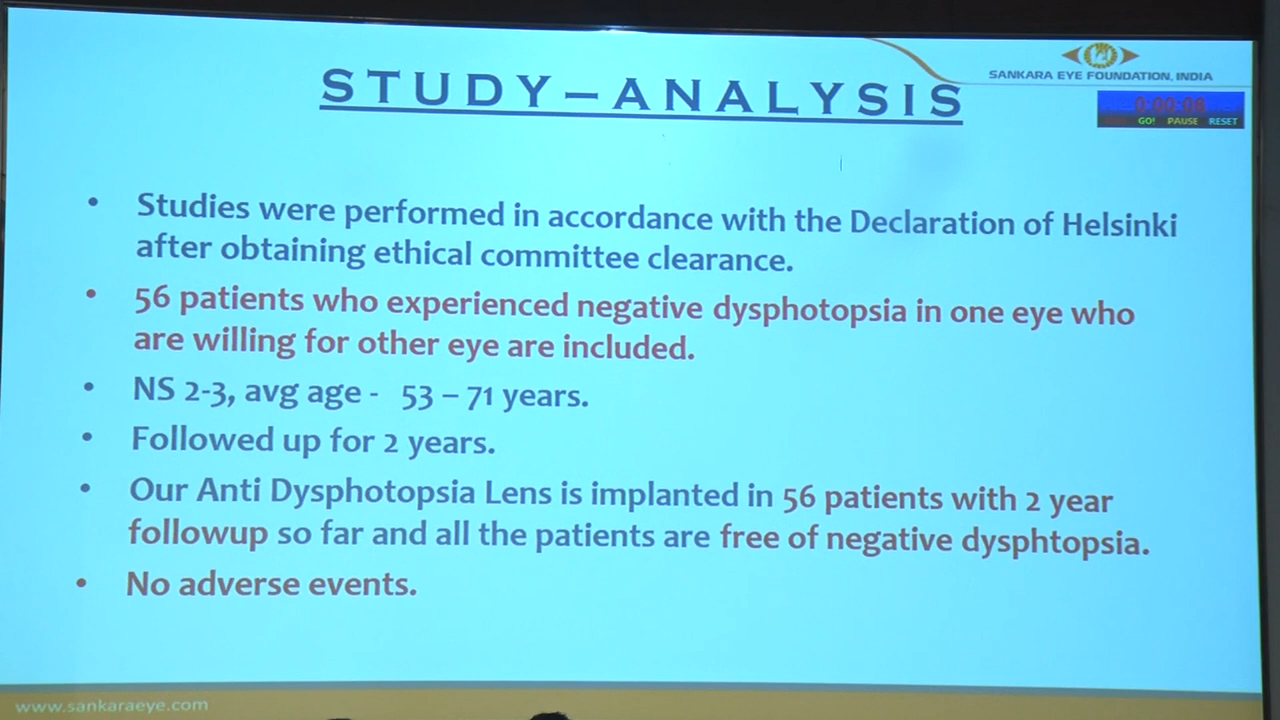 SANKARA EYE FOUNDATION, INDIA
STUDY–ANALYSIS
0:00:06
GO! PAUSE RESET
• Studies were performed in accordance with the Declaration of Helsinki
after obtaining ethical committee clearance.
• 56 patients who experienced negative dysphotopsia in one eye who
are willing for other eye are included.
• NS 2-3, avg age - 53 – 71 years.
• Followed up for 2 years.
• Our Anti Dysphotopsia Lens is implanted in 56 patients with 2 year
followup so far and all the patients are free of negative dysphtopsia.
• No adverse events.
www.sankaraeye.com